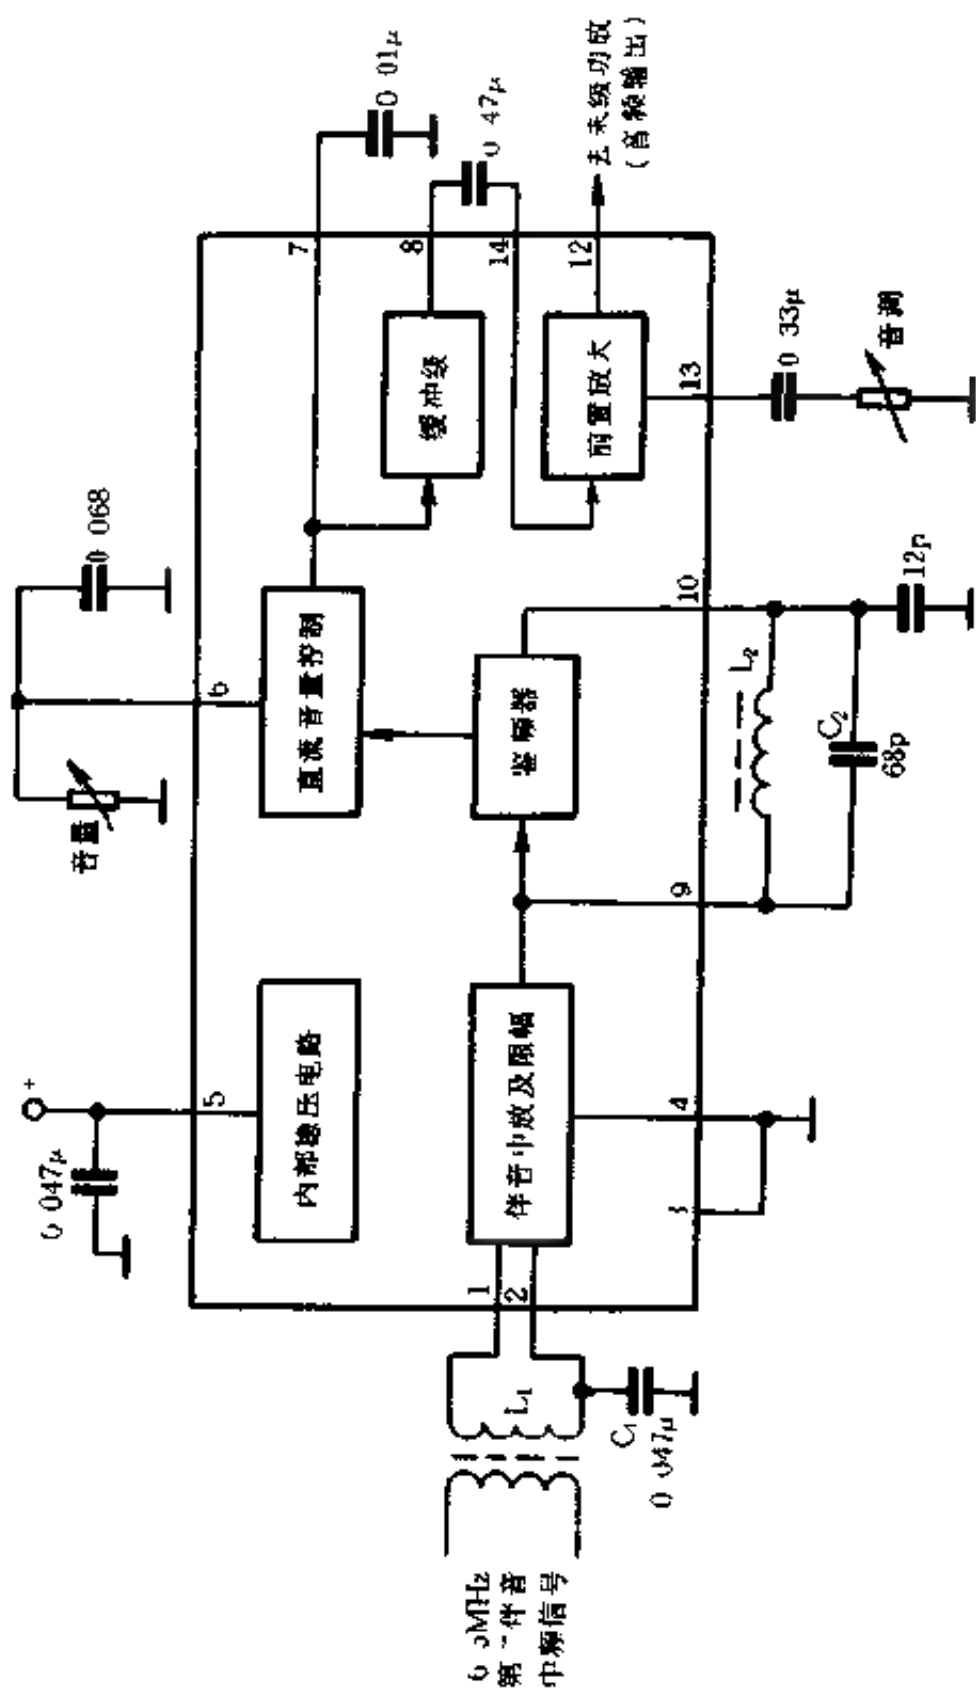 6 5MHz
第二伴音
中频信号
L₁
C₁
0 047μ
1
2
伴音中放及限幅
3
4
0 047μ
+
5
内部稳压电路
音量
0 068
6
直流音量控制
鉴频器
9
10
L₂
C₂
68p
12p
7
0 01μ
缓冲级
8
0 47μ
14
前置放大
12
去末级功放
(音频输出)
13
0 33μ
音调